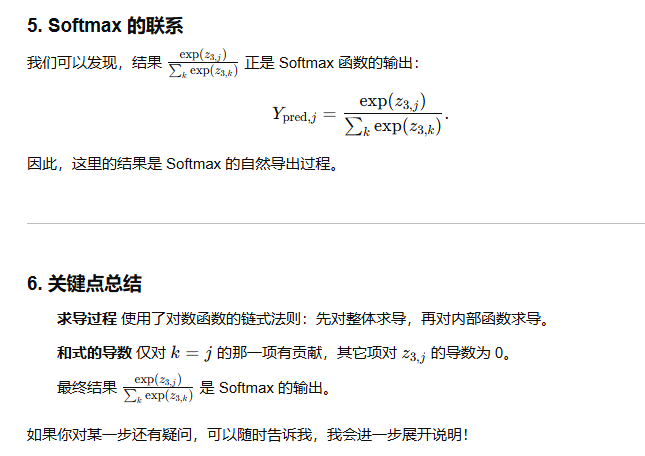 5. Softmax 的联系
我们可以发现，结果 $\frac{\exp(z_{3,j})}{\sum_k \exp(z_{3,k})}$ 正是 Softmax 函数的输出：
$$Y_{\text{pred},j} = \frac{\exp(z_{3,j})}{\sum_k \exp(z_{3,k})}.$$
因此，这里的结果是 Softmax 的自然导出过程。
6. 关键点总结
求导过程 使用了对数函数的链式法则：先对整体求导，再对内部函数求导。
和式的导数 仅对 $k = j$ 的那一项有贡献，其它项对 $z_{3,j}$ 的导数为 0。
最终结果 $\frac{\exp(z_{3,j})}{\sum_k \exp(z_{3,k})}$ 是 Softmax 的输出。
如果你对某一步还有疑问，可以随时告诉我，我会进一步展开说明！